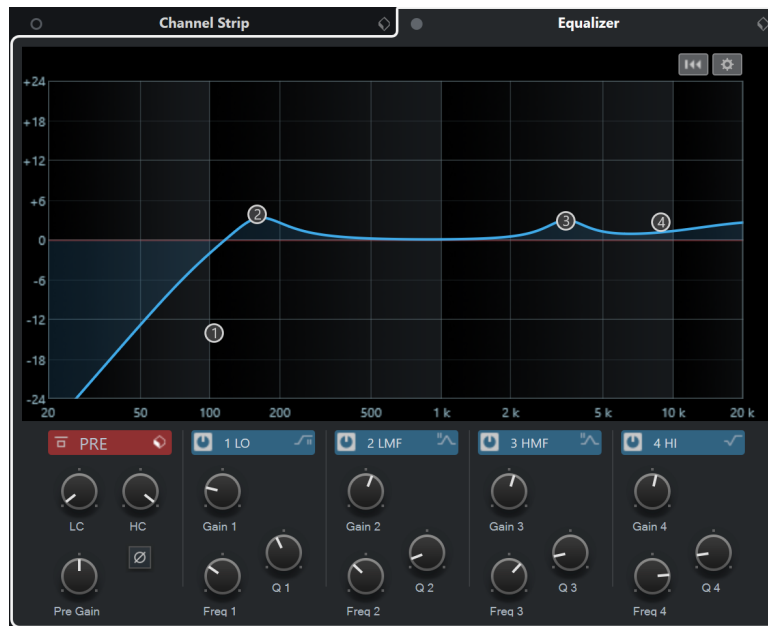 Channel Strip
Equalizer
+24
+18
+12
+6
0
-6
-12
-18
-24
2
3
4
1
20 50 100 200 500 1 k 2 k 5 k 10 k 20 k
PRE
1 LO
2 LMF
3 HMF
4 HI
LC HC Gain 1 Gain 2 Gain 3 Gain 4
Q 1 Q 2 Q 3 Q 4
Pre Gain Freq 1 Freq 2 Freq 3 Freq 4